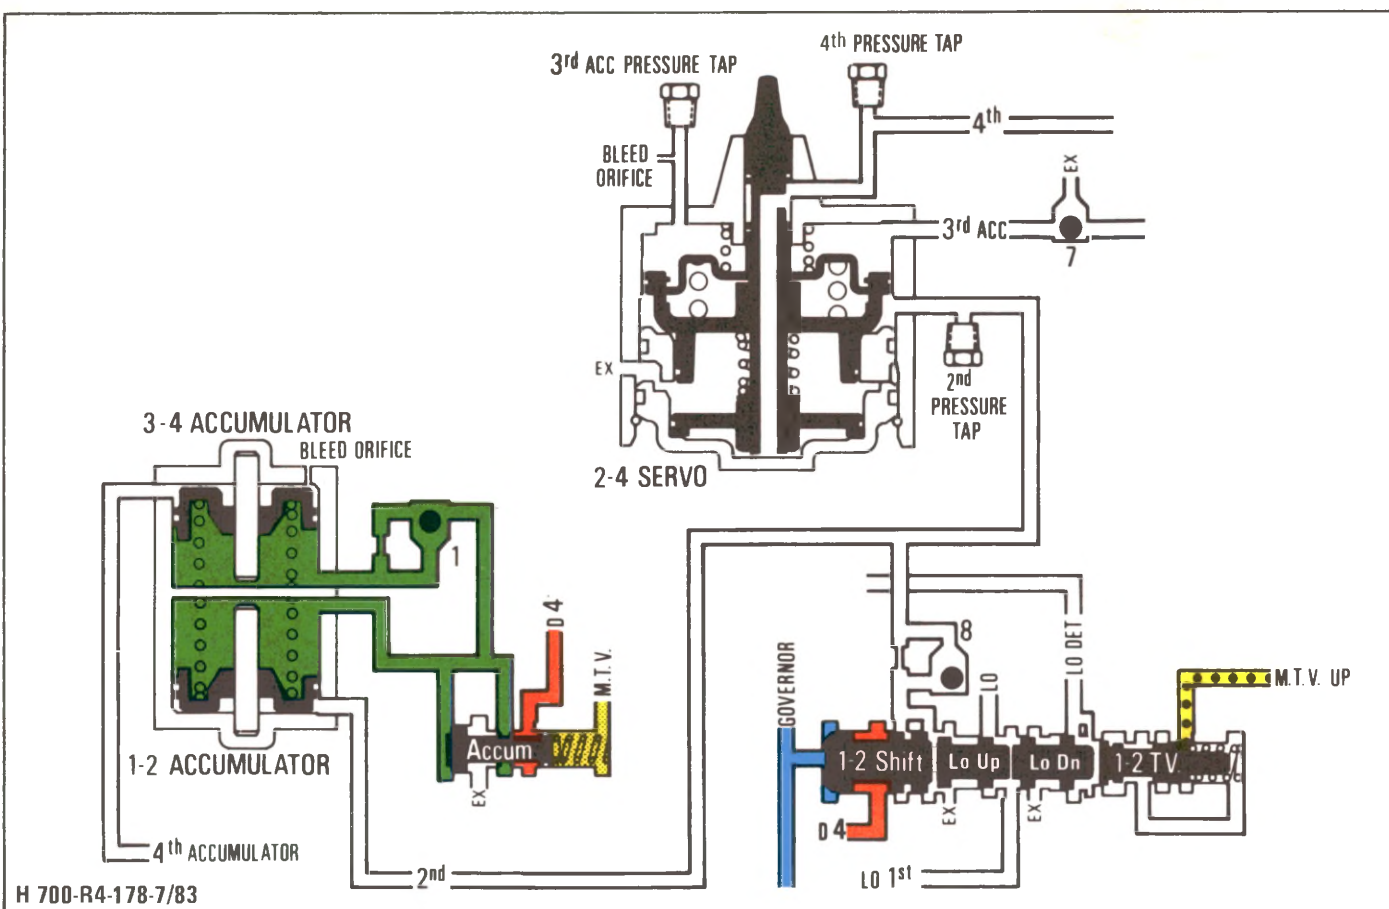 4th PRESSURE TAP
3rd ACC PRESSURE TAP
4th
BLEED
ORIFICE
EX
3rd ACC
7
EX
2nd
PRESSURE
TAP
2-4 SERVO
3-4 ACCUMULATOR
BLEED ORIFICE
1
D 4
M.T.V.
8
LO
LO DET
GOVERNOR
M.T.V. UP
Accum
1-2 Shift
Lo Up
Lo Dn
1-2 TV
1-2 ACCUMULATOR
EX
EX
EX
D 4
4th ACCUMULATOR
2nd
LO 1st
H 700-R4-178-7/83